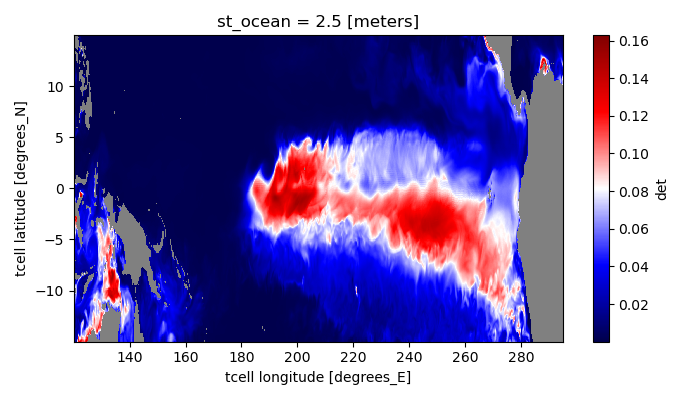 st_ocean = 2.5 [meters]
10
5
0
−5
−10
tcell latitude [degrees_N]
140 160 180 200 220 240 260 280
tcell longitude [degrees_E]
0.16
0.14
0.12
0.10
0.08
0.06
0.04
0.02
det